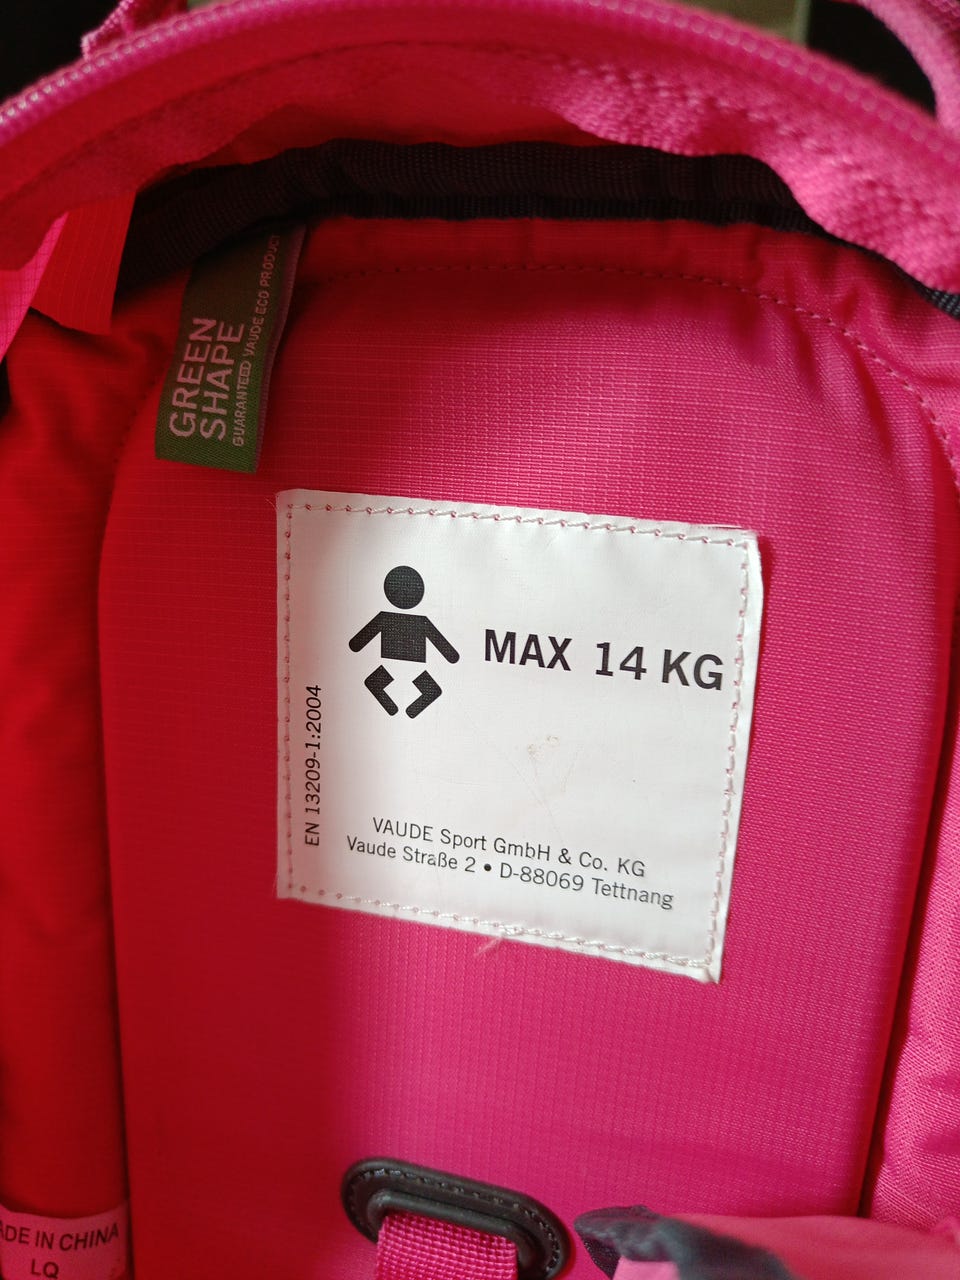 GREEN
SHAPE
GUARANTEED VAUDE ECO PRODUCT
MAX 14 KG
EN 13209-1:2004
VAUDE Sport GmbH & Co. KG
Vaude Straße 2 • D-88069 Tettnang
ADE IN CHINA
LQ